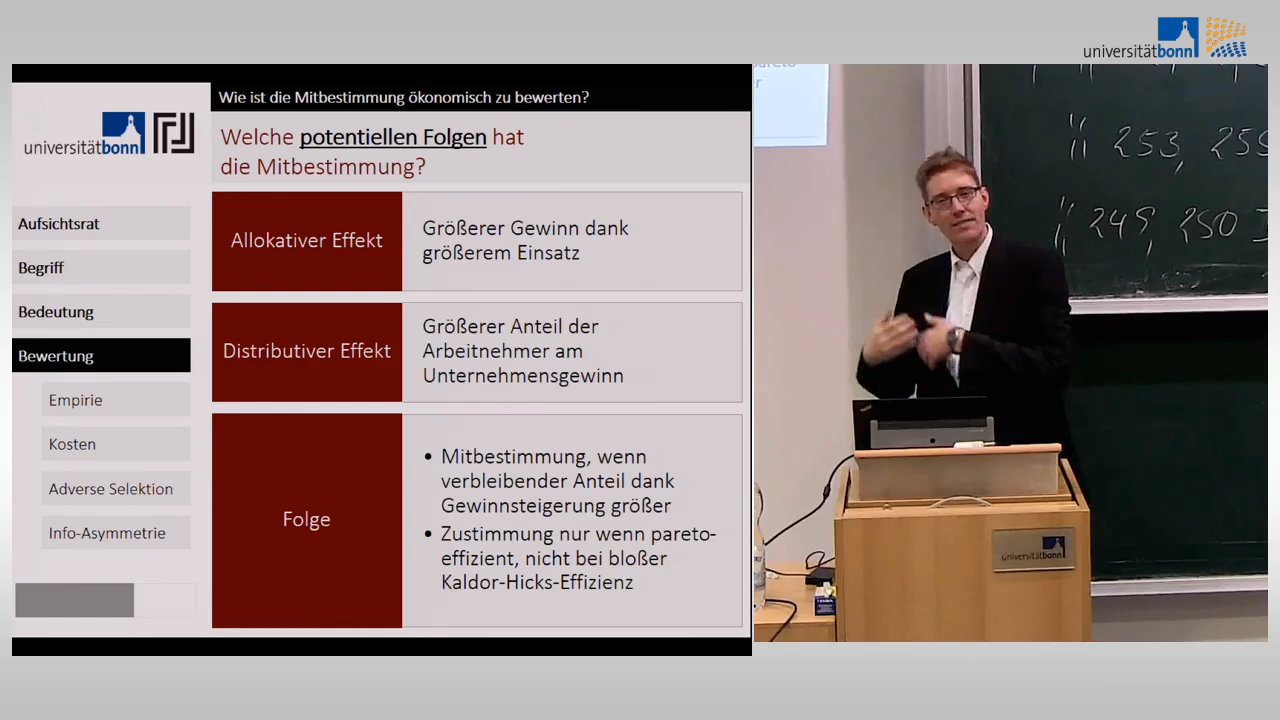 universitätbonn
Wie ist die Mitbestimmung ökonomisch zu bewerten?
universitätbonn
Welche potentiellen Folgen hat
die Mitbestimmung?
Aufsichtsrat
Begriff
Bedeutung
Bewertung
Empirie
Kosten
Adverse Selektion
Info-Asymmetrie
Allokativer Effekt
Größerer Gewinn dank
größerem Einsatz
Distributiver Effekt
Größerer Anteil der
Arbeitnehmer am
Unternehmensgewinn
Folge
• Mitbestimmung, wenn
verbleibender Anteil dank
Gewinnsteigerung größer
• Zustimmung nur wenn pareto-
effizient, nicht bei bloßer
Kaldor-Hicks-Effizienz
253, 255
249, 250
universitätbonn